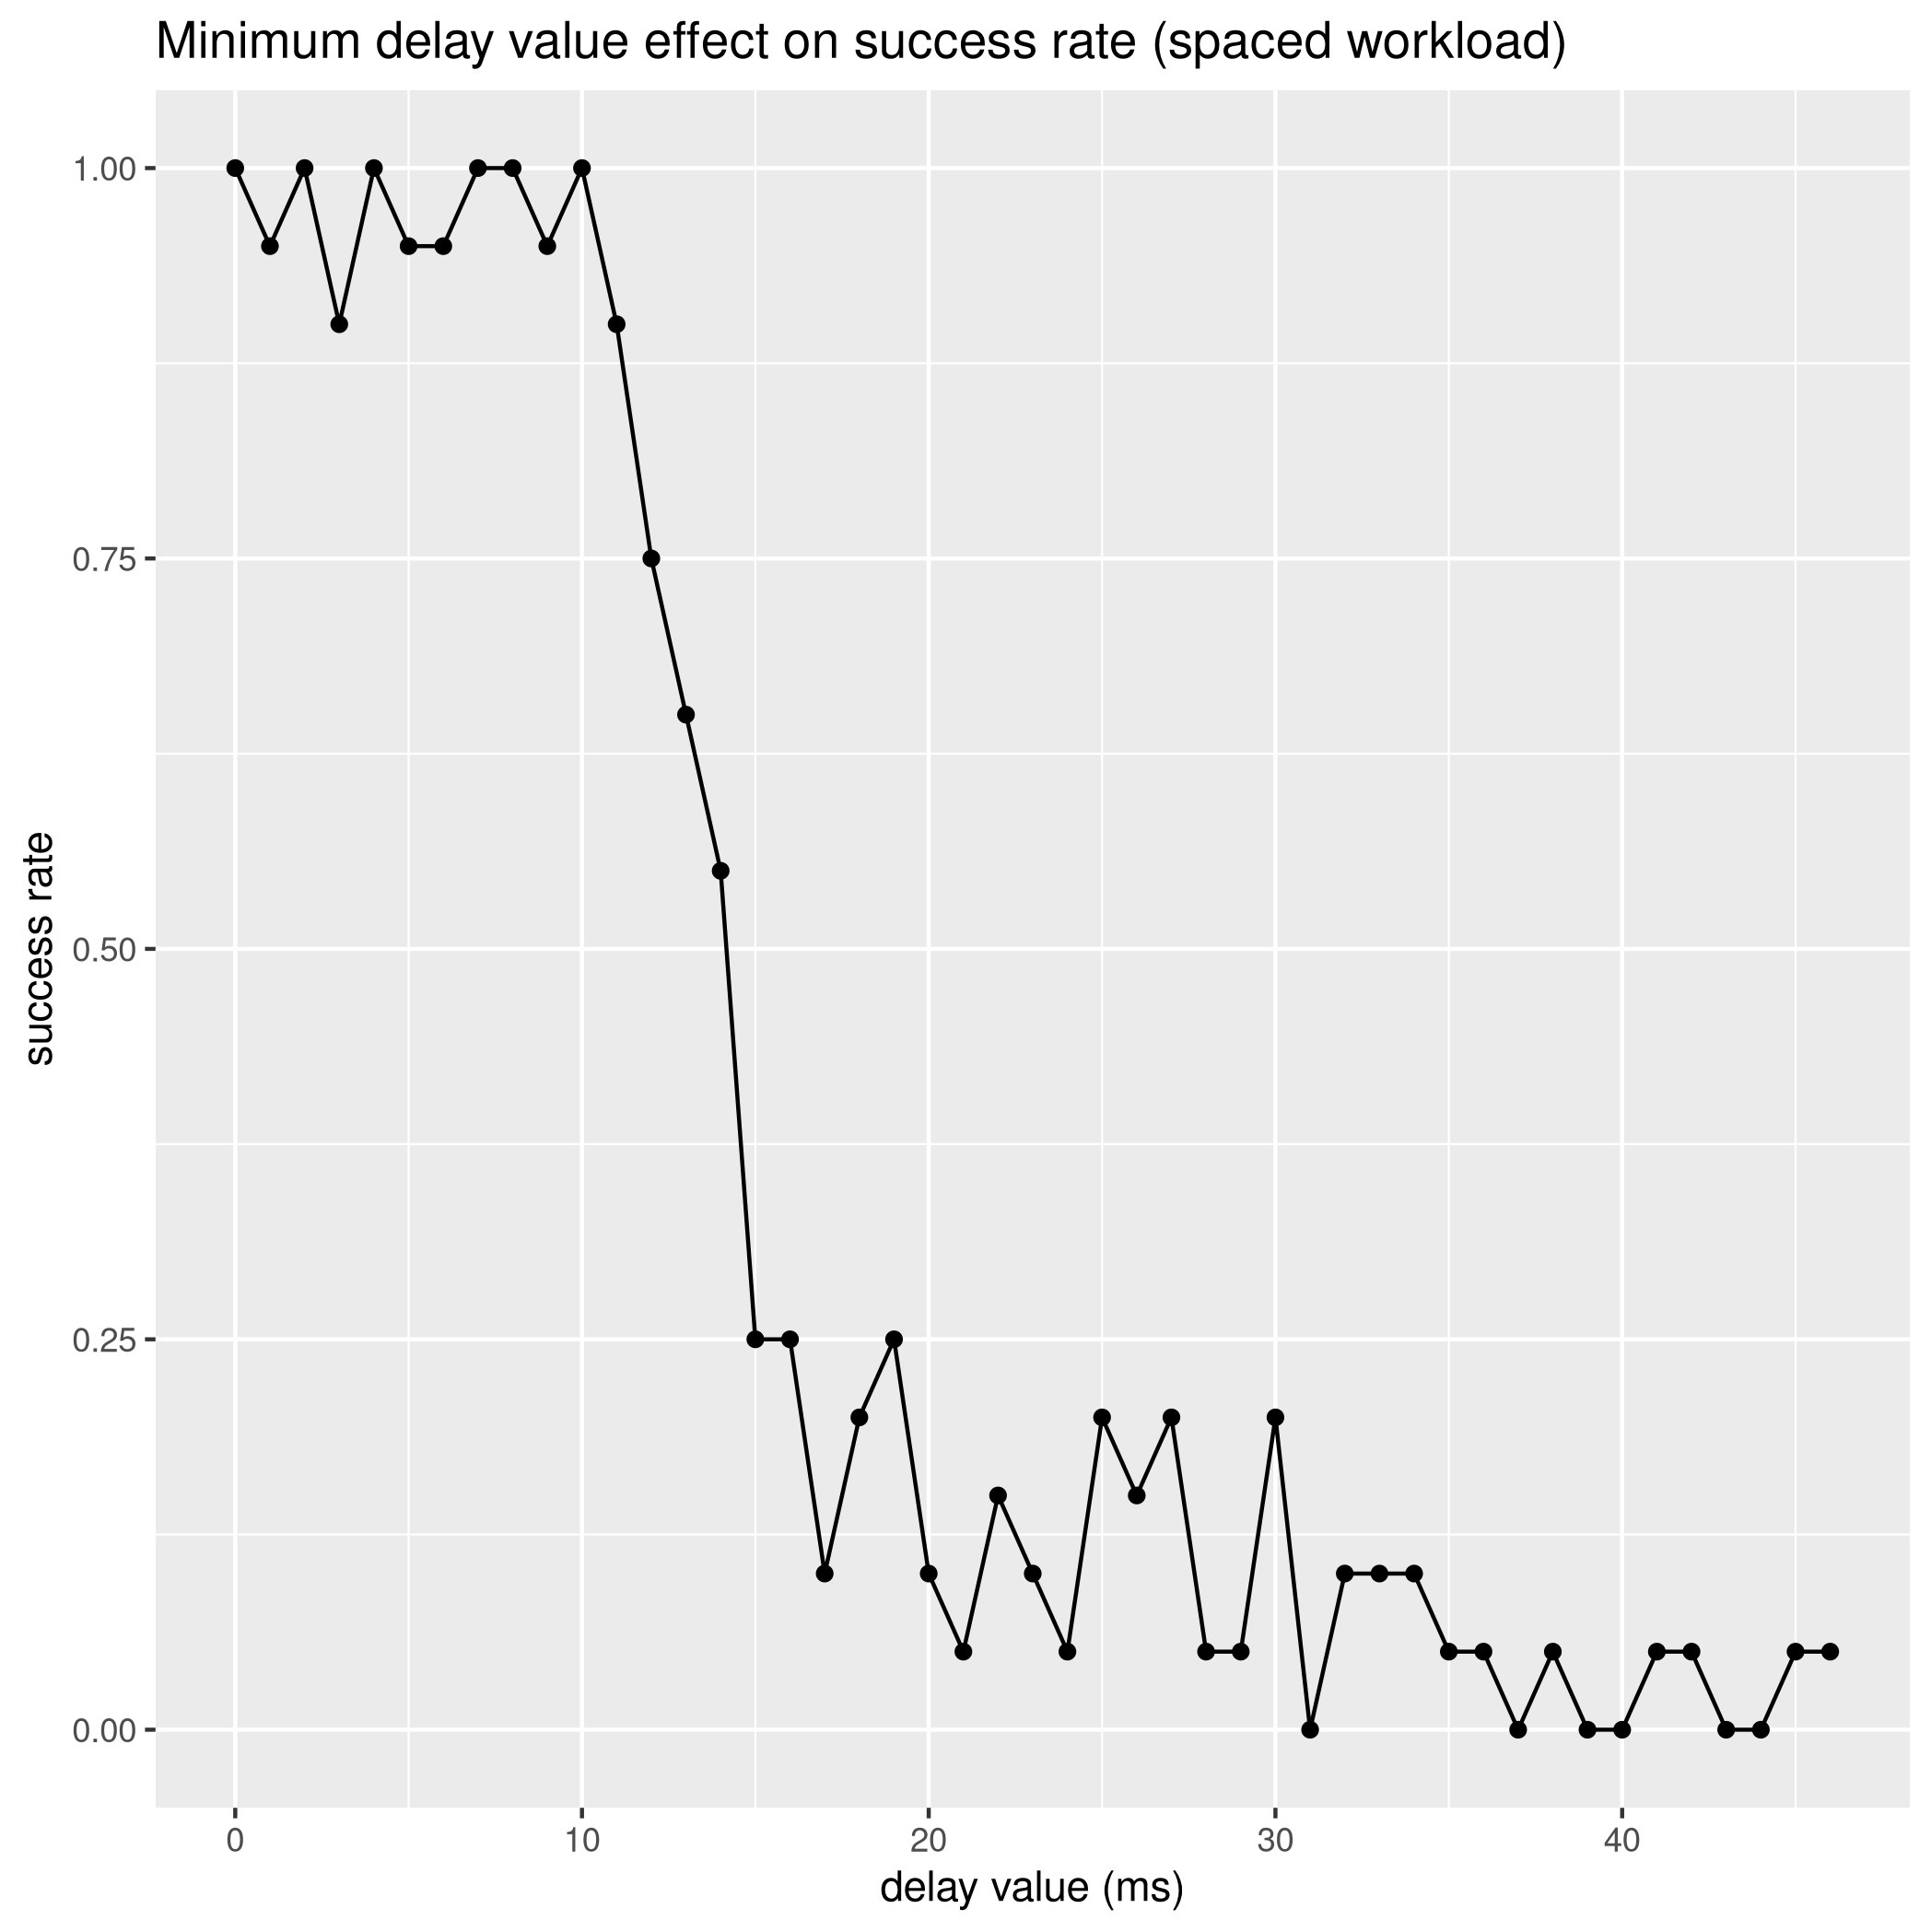 Minimum delay value effect on success rate (spaced workload)
success rate
1.00
0.75
0.50
0.25
0.00
0 10 20 30 40
delay value (ms)